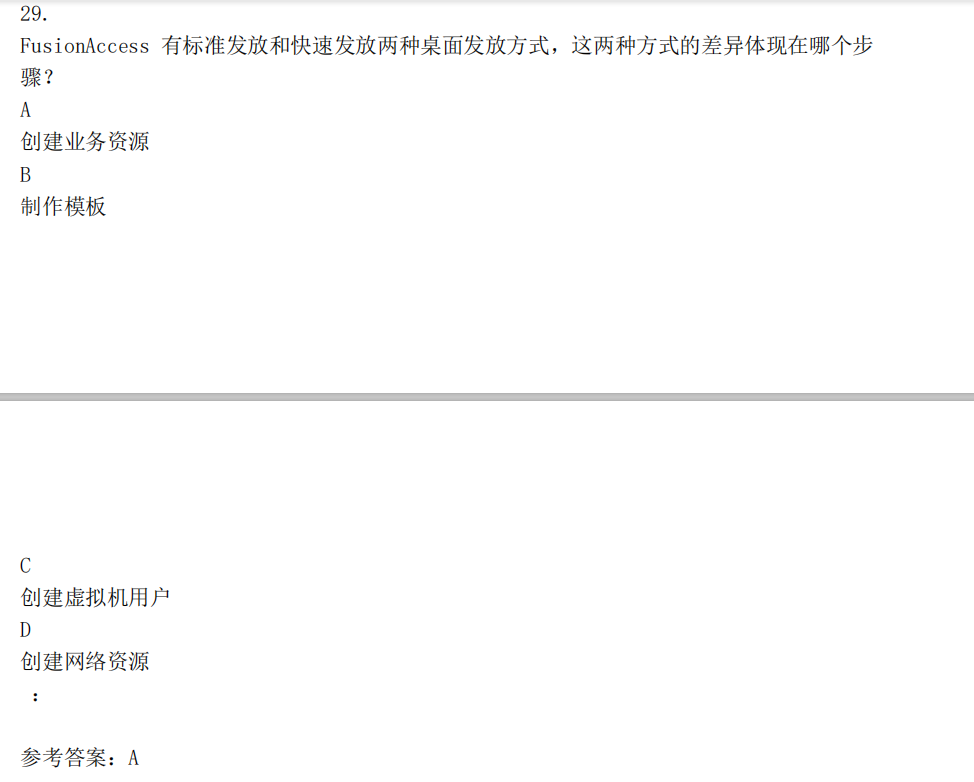 29.
FusionAccess 有标准发放和快速发放两种桌面发放方式，这两种方式的差异体现在哪个步
骤？
A
创建业务资源
B
制作模板
C
创建虚拟机用户
D
创建网络资源
：
参考答案：A